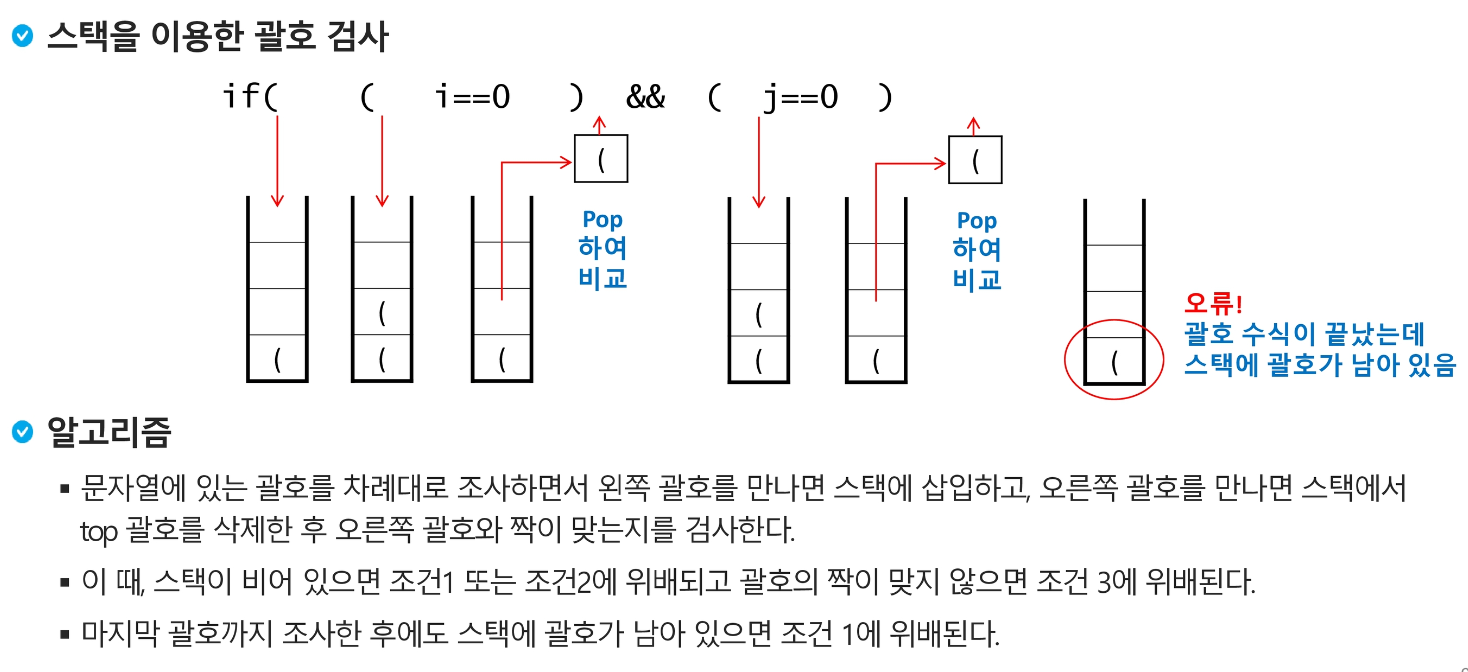 스택을 이용한 괄호 검사
if( ( i==0 ) && ( j==0 )
( (
Pop Pop
하여 하여
비교 비교
오류!
( ( 괄호 수식이 끝났는데
( ( ( ( ( ( 스택에 괄호가 남아 있음
알고리즘
▪ 문자열에 있는 괄호를 차례대로 조사하면서 왼쪽 괄호를 만나면 스택에 삽입하고, 오른쪽 괄호를 만나면 스택에서
top 괄호를 삭제한 후 오른쪽 괄호와 짝이 맞는지를 검사한다.
▪ 이 때, 스택이 비어 있으면 조건1 또는 조건2에 위배되고 괄호의 짝이 맞지 않으면 조건 3에 위배된다.
▪ 마지막 괄호까지 조사한 후에도 스택에 괄호가 남아 있으면 조건 1에 위배된다.